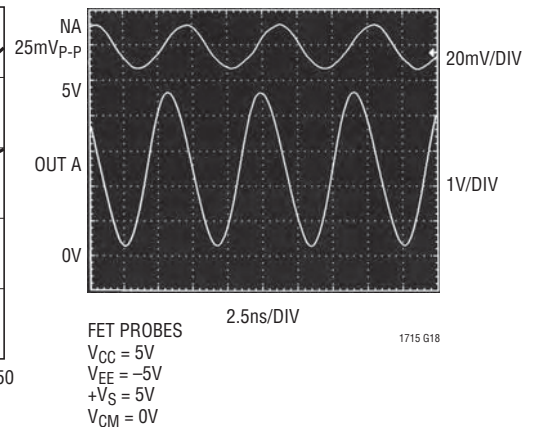 NA
25mVP-P
20mV/DIV
5V
OUT A
1V/DIV
0V
2.5ns/DIV
FET PROBES
1715 G18
VCC = 5V
VEE = –5V
+VS = 5V
VCM = 0V
50